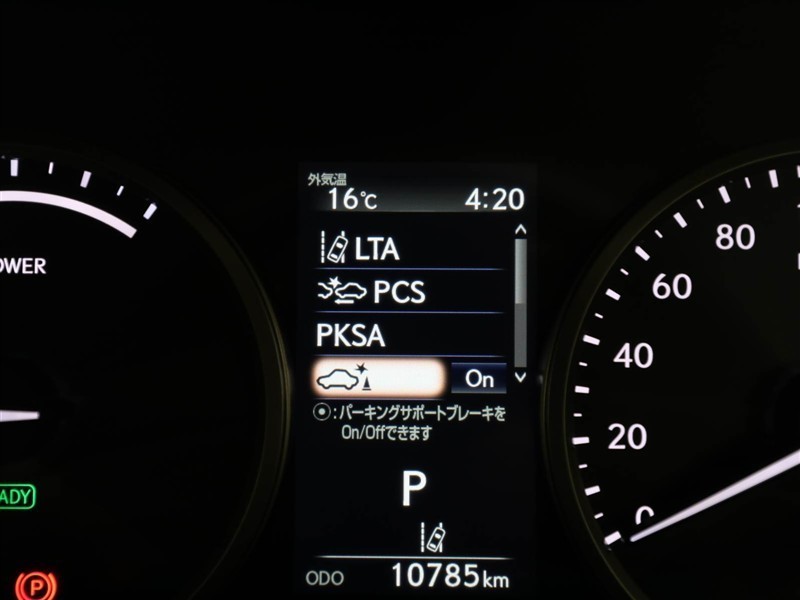 外気温
16℃ 4:20
LTA
PCS
PKSA
On
:パーキングサポートブレーキを
On/Offできます
P
ODO 10785km
80
60
40
20
0
P